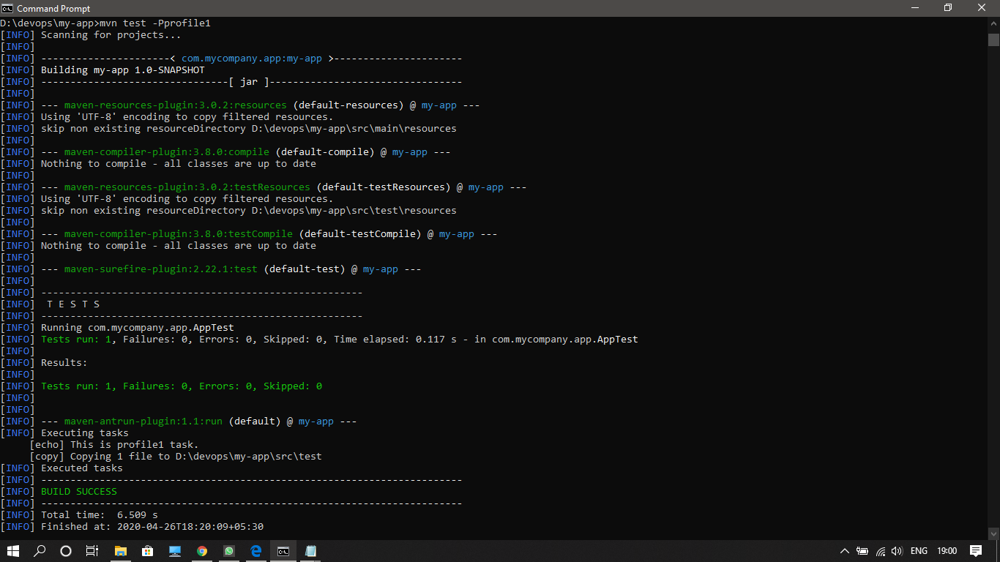 Command Prompt
D:\devops\my-app>mvn test -Pprofile1
[INFO] Scanning for projects...
[INFO]
[INFO] ----------------------< com.mycompany.app:my-app >----------------------
[INFO] Building my-app 1.0-SNAPSHOT
[INFO] --------------------------------[ jar ]---------------------------------
[INFO]
[INFO] --- maven-resources-plugin:3.0.2:resources (default-resources) @ my-app ---
[INFO] Using 'UTF-8' encoding to copy filtered resources.
[INFO] skip non existing resourceDirectory D:\devops\my-app\src\main\resources
[INFO]
[INFO] --- maven-compiler-plugin:3.8.0:compile (default-compile) @ my-app ---
[INFO] Nothing to compile - all classes are up to date
[INFO]
[INFO] --- maven-resources-plugin:3.0.2:testResources (default-testResources) @ my-app ---
[INFO] Using 'UTF-8' encoding to copy filtered resources.
[INFO] skip non existing resourceDirectory D:\devops\my-app\src\test\resources
[INFO]
[INFO] --- maven-compiler-plugin:3.8.0:testCompile (default-testCompile) @ my-app ---
[INFO] Nothing to compile - all classes are up to date
[INFO]
[INFO] --- maven-surefire-plugin:2.22.1:test (default-test) @ my-app ---
[INFO]
[INFO] -------------------------------------------------------
[INFO]  T E S T S
[INFO] -------------------------------------------------------
[INFO] Running com.mycompany.app.AppTest
[INFO] Tests run: 1, Failures: 0, Errors: 0, Skipped: 0, Time elapsed: 0.117 s - in com.mycompany.app.AppTest
[INFO]
[INFO] Results:
[INFO]
[INFO] Tests run: 1, Failures: 0, Errors: 0, Skipped: 0
[INFO]
[INFO]
[INFO] --- maven-antrun-plugin:1.1:run (default) @ my-app ---
[INFO] Executing tasks
     [echo] This is profile1 task.
     [copy] Copying 1 file to D:\devops\my-app\src\test
[INFO] Executed tasks
[INFO] ------------------------------------------------------------------------
[INFO] BUILD SUCCESS
[INFO] ------------------------------------------------------------------------
[INFO] Total time:  6.509 s
[INFO] Finished at: 2020-04-26T18:20:09+05:30
ENG 19:00